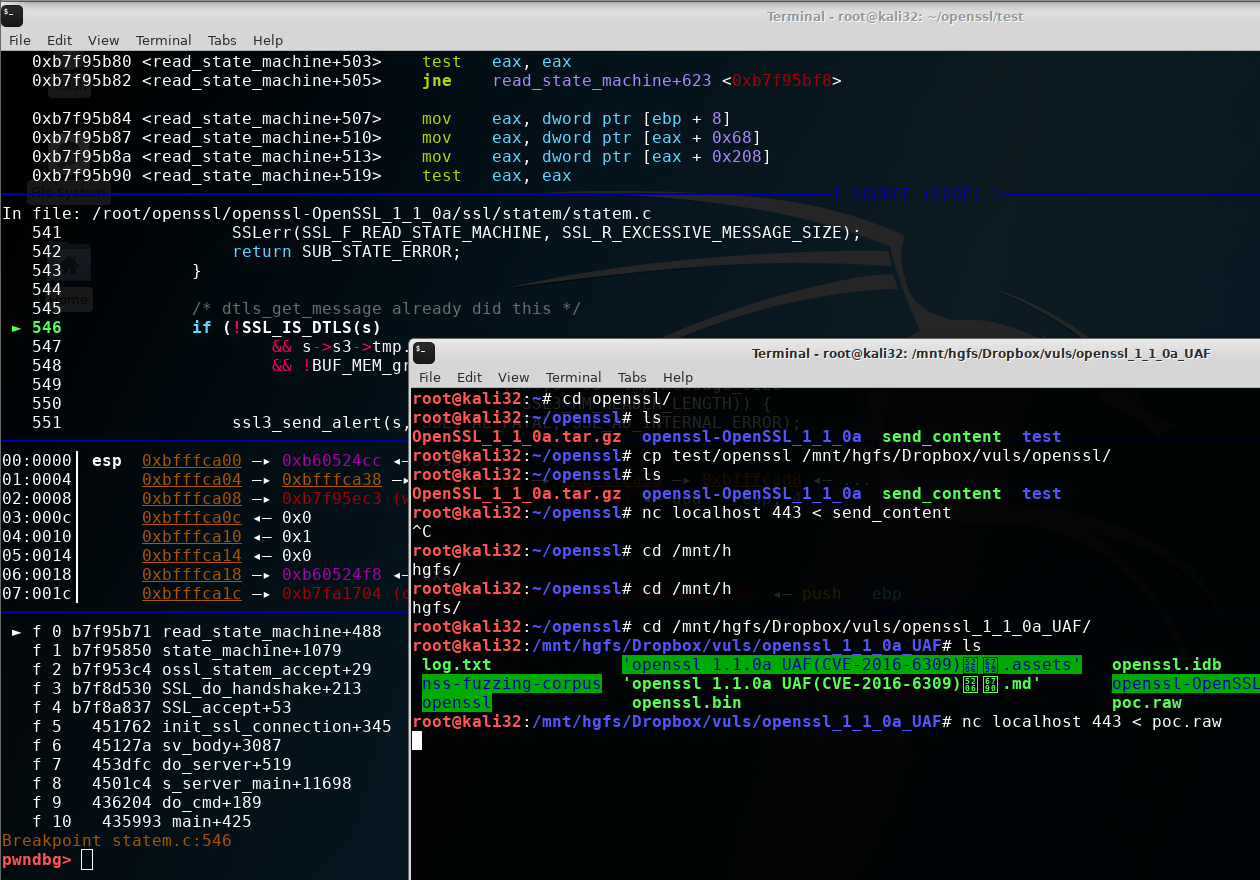 Terminal - root@kali32: ~/openssl/test
File Edit View Terminal Tabs Help
0xb7f95b80 <read_state_machine+503> test eax, eax
0xb7f95b82 <read_state_machine+505> jne read_state_machine+623 <0xb7f95bf8>
0xb7f95b84 <read_state_machine+507> mov eax, dword ptr [ebp + 8]
0xb7f95b87 <read_state_machine+510> mov eax, dword ptr [eax + 0x68]
0xb7f95b8a <read_state_machine+513> mov eax, dword ptr [eax + 0x208]
0xb7f95b90 <read_state_machine+519> test eax, eax
File System
[ SOURCE (CODE) ]
In file: /root/openssl/openssl-OpenSSL_1_1_0a/ssl/statem/statem.c
541 SSLerr(SSL_F_READ_STATE_MACHINE, SSL_R_EXCESSIVE_MESSAGE_SIZE);
542 return SUB_STATE_ERROR;
543 }
544
545 /* dtls_get_message already did this */
► 546 if (!SSL_IS_DTLS(s)
547 && s->s3->tmp.
548 && !BUF_MEM_gr
549
550
551 ssl3_send_alert(s,
00:0000│ esp 0xbfffca00 —▸ 0xb60524cc ◂—
01:0004│ 0xbfffca04 —▸ 0xbfffca38 —▸
02:0008│ 0xbfffca08 —▸ 0xb7f95ec3 (w
03:000c│ 0xbfffca0c ◂— 0x0
04:0010│ 0xbfffca10 ◂— 0x1
05:0014│ 0xbfffca14 ◂— 0x0
06:0018│ 0xbfffca18 —▸ 0xb60524f8 ◂—
07:001c│ 0xbfffca1c —▸ 0xb7fa1704 (
► f 0 b7f95b71 read_state_machine+488
f 1 b7f95850 state_machine+1079
f 2 b7f953c4 ossl_statem_accept+29
f 3 b7f8d530 SSL_do_handshake+213
f 4 b7f8a837 SSL_accept+53
f 5 451762 init_ssl_connection+345
f 6 45127a sv_body+3087
f 7 453dfc do_server+519
f 8 4501c4 s_server_main+11698
f 9 436204 do_cmd+189
f 10 435993 main+425
Breakpoint statem.c:546
pwndbg>
Terminal - root@kali32: /mnt/hgfs/Dropbox/vuls/openssl_1_1_0a_UAF
File Edit View Terminal Tabs Help
root@kali32:~# cd openssl/
root@kali32:~/openssl# ls
OpenSSL_1_1_0a.tar.gz openssl-OpenSSL_1_1_0a send_content test
root@kali32:~/openssl# cp test/openssl /mnt/hgfs/Dropbox/vuls/openssl/
root@kali32:~/openssl# ls
OpenSSL_1_1_0a.tar.gz openssl-OpenSSL_1_1_0a send_content test
root@kali32:~/openssl# nc localhost 443 < send_content
^C
root@kali32:~/openssl# cd /mnt/h
hgfs/
root@kali32:~/openssl# cd /mnt/h
hgfs/
root@kali32:~/openssl# cd /mnt/hgfs/Dropbox/vuls/openssl_1_1_0a_UAF/
root@kali32:/mnt/hgfs/Dropbox/vuls/openssl_1_1_0a_UAF# ls
log.txt 'openssl 1.1.0a UAF(CVE-2016-6309).assets' openssl.idb
nss-fuzzing-corpus 'openssl 1.1.0a UAF(CVE-2016-6309).md' openssl-OpenSSL
openssl openssl.bin poc.raw
root@kali32:/mnt/hgfs/Dropbox/vuls/openssl_1_1_0a_UAF# nc localhost 443 < poc.raw